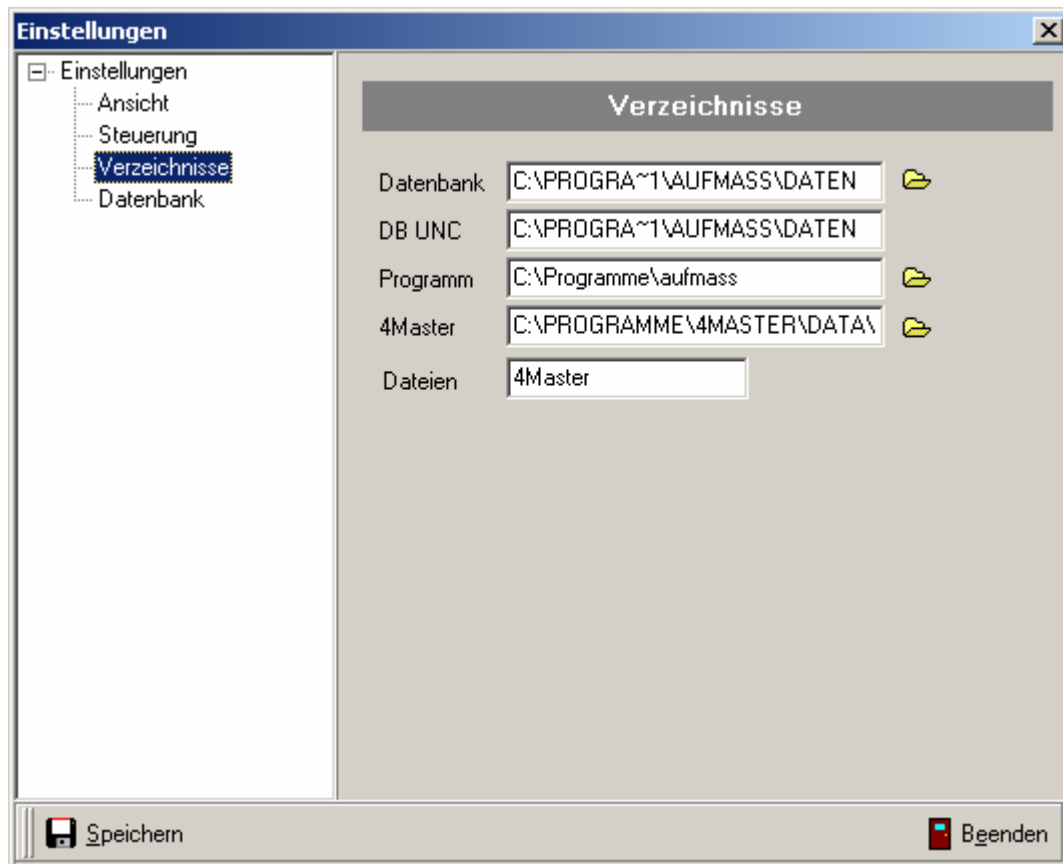 Einstellungen
Einstellungen
Ansicht
Steuerung
Verzeichnisse
Datenbank
Verzeichnisse
Datenbank C:\PROGRA~1\AUFMASS\DATEN
DB UNC C:\PROGRA~1\AUFMASS\DATEN
Programm C:\Programme\aufmass
4Master C:\PROGRAMME\4MASTER\DATA\
Dateien 4Master
Speichern Beenden